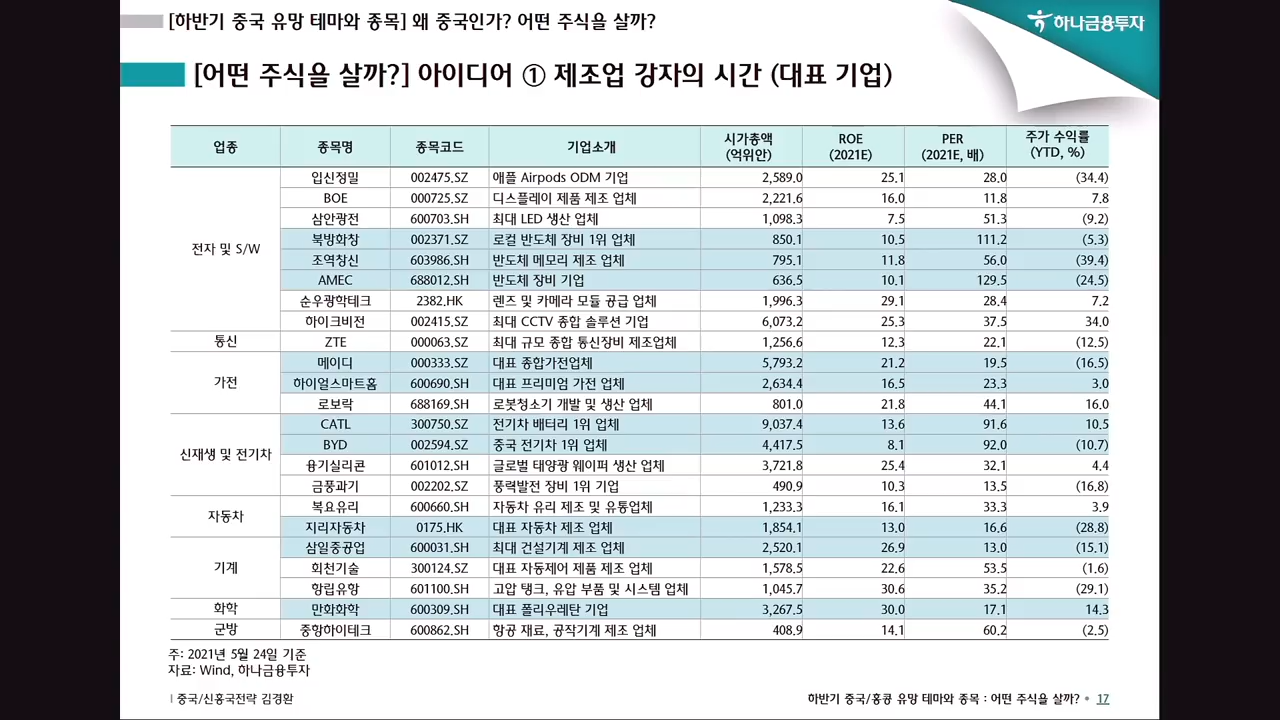 [하반기 중국 유망 테마와 종목] 왜 중국인가? 어떤 주식을 살까?
하나금융투자
[어떤 주식을 살까?] 아이디어 ① 제조업 강자의 시간 (대표 기업)
업종 종목명 종목코드 기업소개 시가총액 (억위안) ROE (2021E) PER (2021E, 배) 주가 수익률 (YTD, %)
전자 및 S/W
입신정밀 002475.SZ 애플 Airpods ODM 기업 2,589.0 25.1 28.0 (34.4)
BOE 000725.SZ 디스플레이 제품 제조 업체 2,221.6 16.0 11.8 7.8
삼안광전 600703.SH 최대 LED 생산 업체 1,098.3 7.5 51.3 (9.2)
북방화창 002371.SZ 로컬 반도체 장비 1위 업체 850.1 10.5 111.2 (5.3)
조역창신 603986.SH 반도체 메모리 제조 업체 795.1 11.8 56.0 (39.4)
AMEC 688012.SH 반도체 장비 기업 636.5 10.1 129.5 (24.5)
순우광학테크 2382.HK 렌즈 및 카메라 모듈 공급 업체 1,996.3 29.1 28.4 7.2
하이크비전 002415.SZ 최대 CCTV 종합 솔루션 기업 6,073.2 25.3 37.5 34.0
통신 ZTE 000063.SZ 최대 규모 종합 통신장비 제조업체 1,256.6 12.3 22.1 (12.5)
가전
메이디 000333.SZ 대표 종합가전업체 5,793.2 21.2 19.5 (16.5)
하이얼스마트홈 600690.SH 대표 프리미엄 가전 업체 2,634.4 16.5 23.3 3.0
로보락 688169.SH 로봇청소기 개발 및 생산 업체 801.0 21.8 44.1 16.0
신재생 및 전기차
CATL 300750.SZ 전기차 배터리 1위 업체 9,037.4 13.6 91.6 10.5
BYD 002594.SZ 중국 전기차 1위 업체 4,417.5 8.1 92.0 (10.7)
융기실리콘 601012.SH 글로벌 태양광 웨이퍼 생산 업체 3,721.8 25.4 32.1 4.4
금풍과기 002202.SZ 풍력발전 장비 1위 기업 490.9 10.3 13.5 (16.8)
자동차
복요유리 600660.SH 자동차 유리 제조 및 유통업체 1,233.3 16.1 33.3 3.9
지리자동차 0175.HK 대표 자동차 제조 업체 1,854.1 13.0 16.6 (28.8)
기계
삼일중공업 600031.SH 최대 건설기계 제조 업체 2,520.1 26.9 13.0 (15.1)
회천기술 300124.SZ 대표 자동제어 제품 제조 업체 1,578.5 22.6 53.5 (1.6)
항립유항 601100.SH 고압 탱크, 유압 부품 및 시스템 업체 1,045.7 30.6 35.2 (29.1)
화학 만화화학 600309.SH 대표 폴리우레탄 기업 3,267.5 30.0 17.1 14.3
군방 중항하이테크 600862.SH 항공 재료, 공작기계 제조 업체 408.9 14.1 60.2 (2.5)
주: 2021년 5월 24일 기준
자료: Wind, 하나금융투자
중국/신흥국전략 김경환
하반기 중국/홍콩 유망 테마와 종목 : 어떤 주식을 살까? • 17